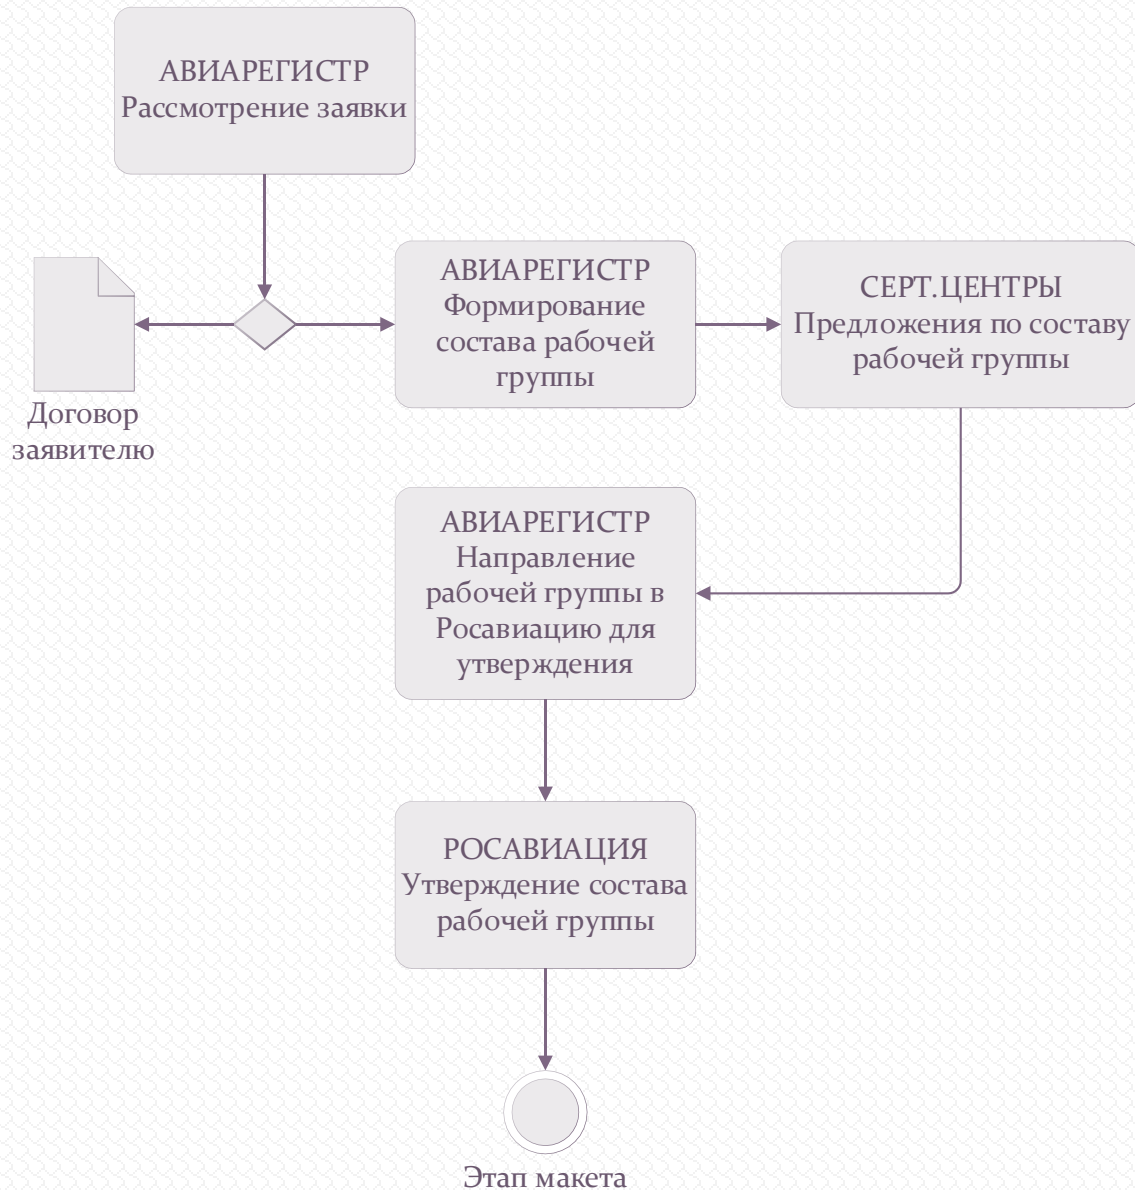 АВИАРЕГИСТР
Рассмотрение заявки
АВИАРЕГИСТР
Формирование
состава рабочей
группы
СЕРТ.ЦЕНТРЫ
Предложения по составу
рабочей группы
Договор
заявителю
АВИАРЕГИСТР
Направление
рабочей группы в
Росавиацию для
утверждения
РОСАВИАЦИЯ
Утверждение состава
рабочей группы
Этап макета